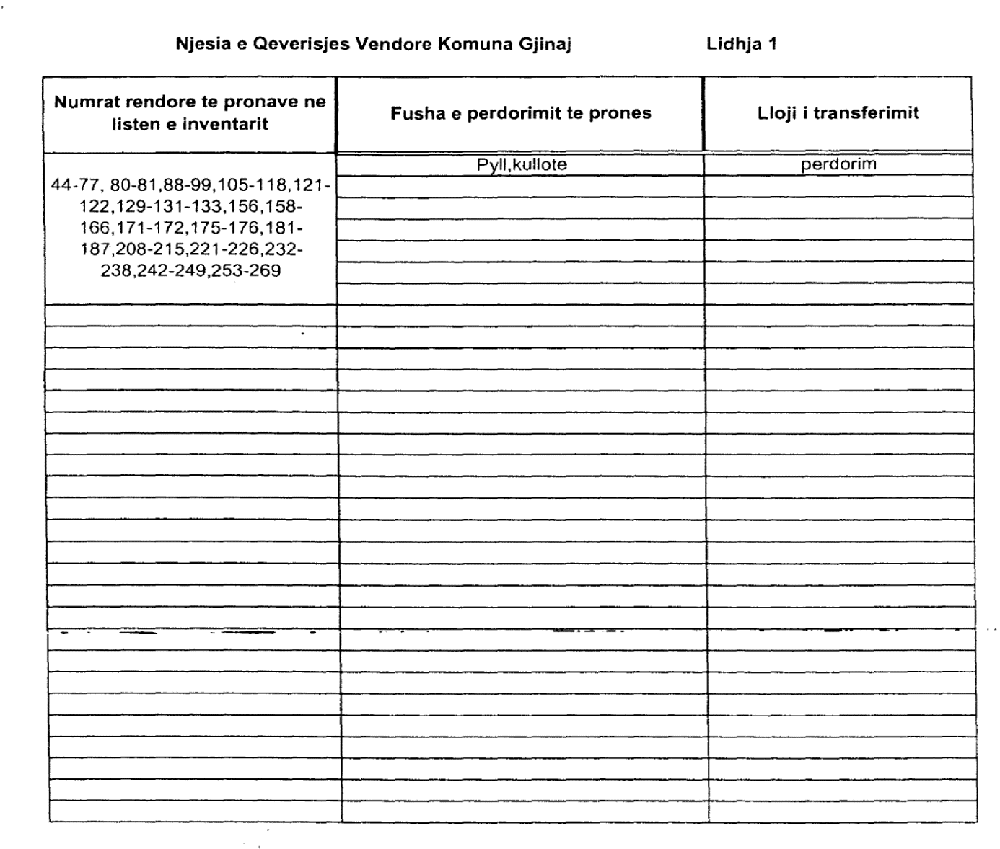 Njesia e Qeverisjes Vendore Komuna Gjinaj Lidhja 1
Numrat rendore te pronave ne
listen e inventarit
Fusha e perdorimit te prones
Lloji i transferimit
44-77, 80-81,88-99,105-118,121-
122,129-131-133,156,158-
166,171-172,175-176,181-
187,208-215,221-226,232-
238,242-249,253-269
Pyll,kullote
perdorim